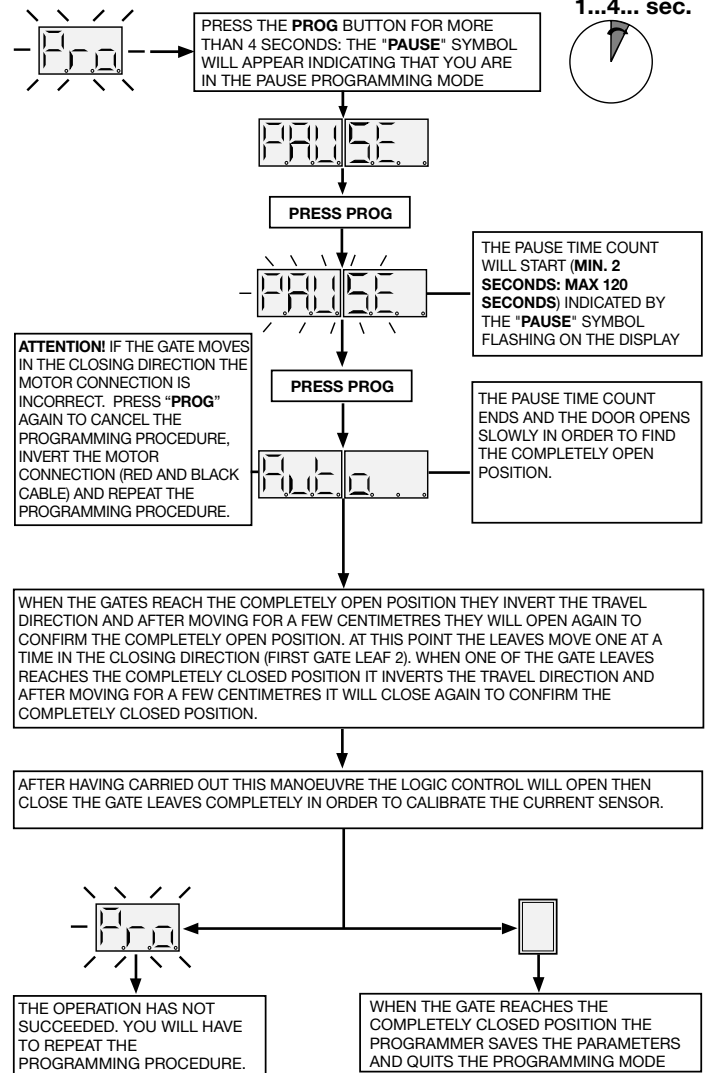 1...4... sec.
Pro
PRESS THE PROG BUTTON FOR MORE
THAN 4 SECONDS: THE "PAUSE" SYMBOL
WILL APPEAR INDICATING THAT YOU ARE
IN THE PAUSE PROGRAMMING MODE
PAUSE
PRESS PROG
PAUSE
THE PAUSE TIME COUNT
WILL START (MIN. 2
SECONDS: MAX 120
SECONDS) INDICATED BY
THE "PAUSE" SYMBOL
FLASHING ON THE DISPLAY
ATTENTION! IF THE GATE MOVES
IN THE CLOSING DIRECTION THE
MOTOR CONNECTION IS
INCORRECT. PRESS “PROG”
AGAIN TO CANCEL THE
PROGRAMMING PROCEDURE,
INVERT THE MOTOR
CONNECTION (RED AND BLACK
CABLE) AND REPEAT THE
PROGRAMMING PROCEDURE.
PRESS PROG
Auto
THE PAUSE TIME COUNT
ENDS AND THE DOOR OPENS
SLOWLY IN ORDER TO FIND
THE COMPLETELY OPEN
POSITION.
WHEN THE GATES REACH THE COMPLETELY OPEN POSITION THEY INVERT THE TRAVEL
DIRECTION AND AFTER MOVING FOR A FEW CENTIMETRES THEY WILL OPEN AGAIN TO
CONFIRM THE COMPLETELY OPEN POSITION. AT THIS POINT THE LEAVES MOVE ONE AT A
TIME IN THE CLOSING DIRECTION (FIRST GATE LEAF 2). WHEN ONE OF THE GATE LEAVES
REACHES THE COMPLETELY CLOSED POSITION IT INVERTS THE TRAVEL DIRECTION AND
AFTER MOVING FOR A FEW CENTIMETRES IT WILL CLOSE AGAIN TO CONFIRM THE
COMPLETELY CLOSED POSITION.
AFTER HAVING CARRIED OUT THIS MANOEUVRE THE LOGIC CONTROL WILL OPEN THEN
CLOSE THE GATE LEAVES COMPLETELY IN ORDER TO CALIBRATE THE CURRENT SENSOR.
Pro
THE OPERATION HAS NOT
SUCCEEDED. YOU WILL HAVE
TO REPEAT THE
PROGRAMMING PROCEDURE.
WHEN THE GATE REACHES THE
COMPLETELY CLOSED POSITION THE
PROGRAMMER SAVES THE PARAMETERS
AND QUITS THE PROGRAMMING MODE